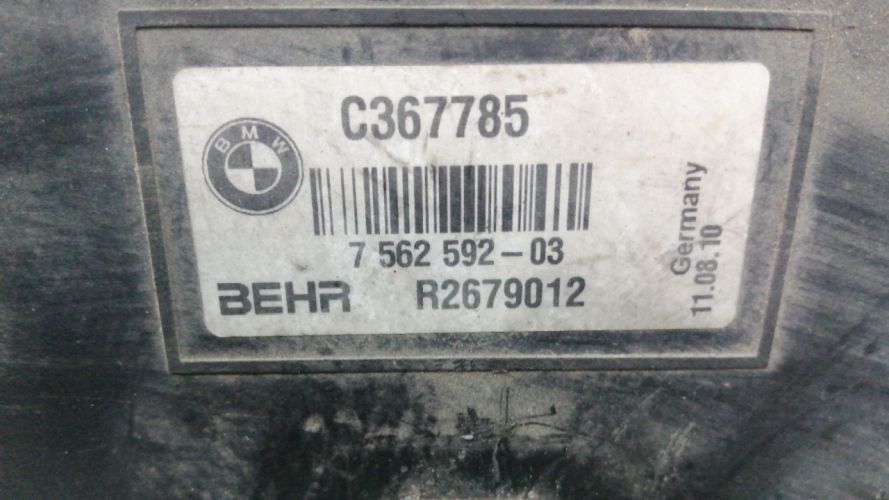 C367785
BMW
7 562 592-03
BEHR R2679012
Germany
11.08.10